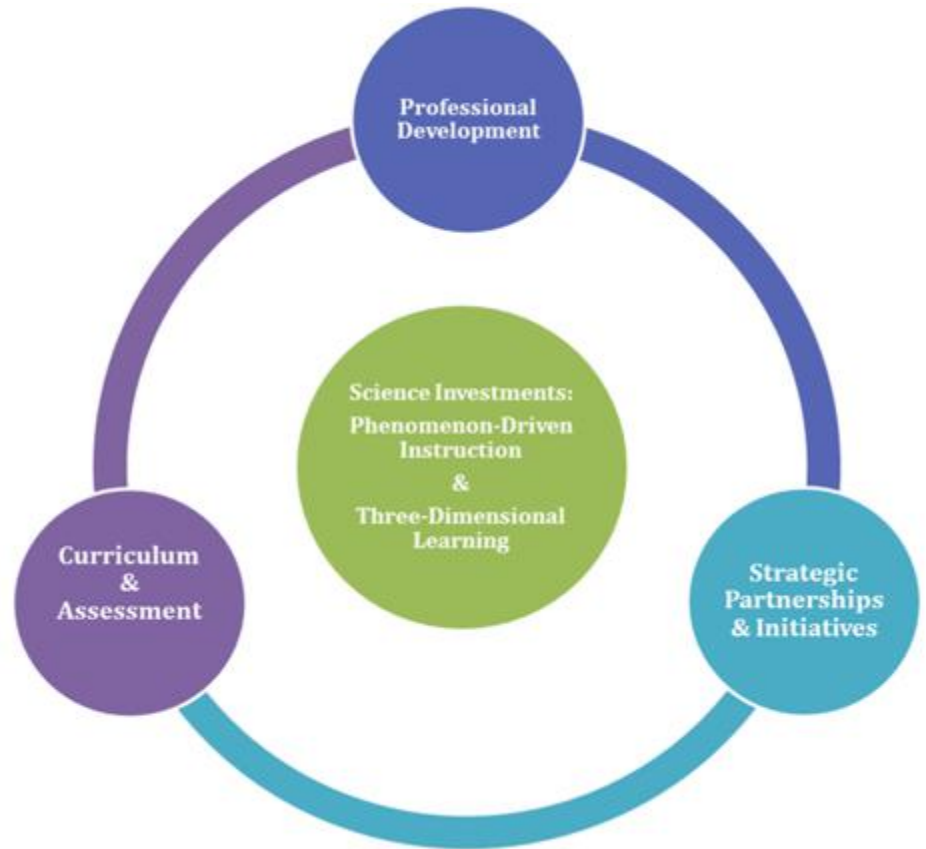 Professional
Development
Science Investments:
Phenomenon-Driven
Instruction
&
Three-Dimensional
Learning
Curriculum
&
Assessment
Strategic
Partnerships
& Initiatives